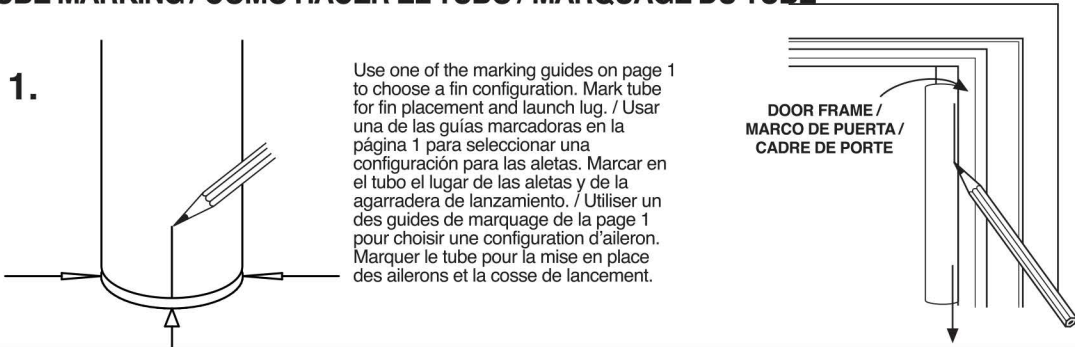 TUBE MARKING / COMO HACER EL TUBO / MARQUAGE DU TUBE
1.
Use one of the marking guides on page 1
to choose a fin configuration. Mark tube
for fin placement and launch lug. / Usar
una de las guías marcadoras en la
página 1 para seleccionar una
configuración para las aletas. Marcar en
el tubo el lugar de las aletas y de la
agarradera de lanzamiento. / Utiliser un
des guides de marquage de la page 1
pour choisir une configuration d'aileron.
Marquer le tube pour la mise en place
des ailerons et la cosse de lancement.
DOOR FRAME /
MARCO DE PUERTA /
CADRE DE PORTE